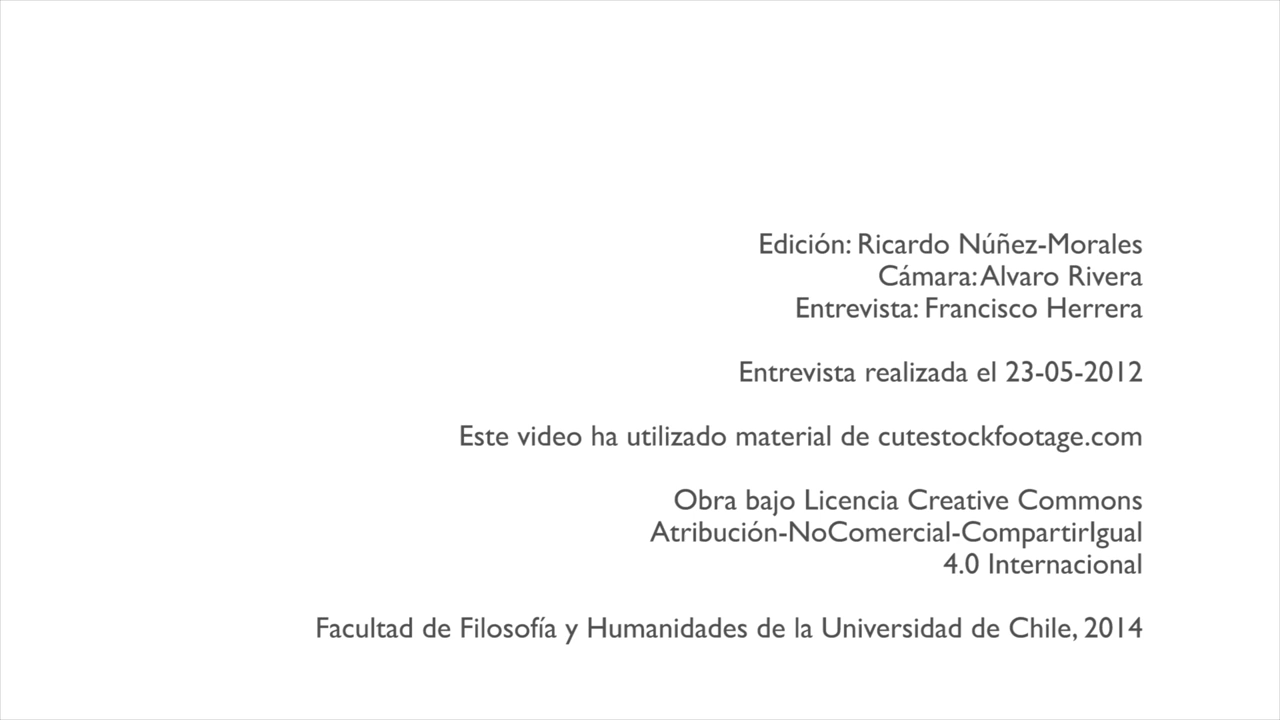 Edición: Ricardo Núñez-Morales
Cámara: Alvaro Rivera
Entrevista: Francisco Herrera
Entrevista realizada el 23-05-2012
Este video ha utilizado material de cutestockfootage.com
Obra bajo Licencia Creative Commons
Atribución-NoComercial-CompartirIgual
4.0 Internacional
Facultad de Filosofía y Humanidades de la Universidad de Chile, 2014